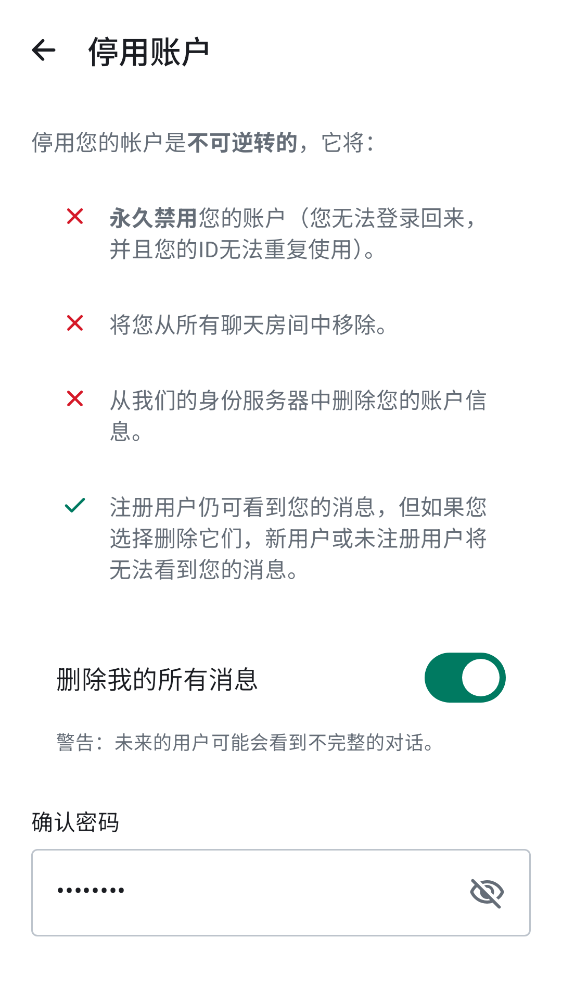 停用账户
停用您的帐户是不可逆转的，它将：
永久禁用您的账户（您无法登录回来，
并且您的ID无法重复使用）。
将您从所有聊天房间中移除。
从我们的身份服务器中删除您的账户信
息。
注册用户仍可看到您的消息，但如果您
选择删除它们，新用户或未注册用户将
无法看到您的消息。
删除我的所有消息
警告：未来的用户可能会看到不完整的对话。
确认密码
••••••••